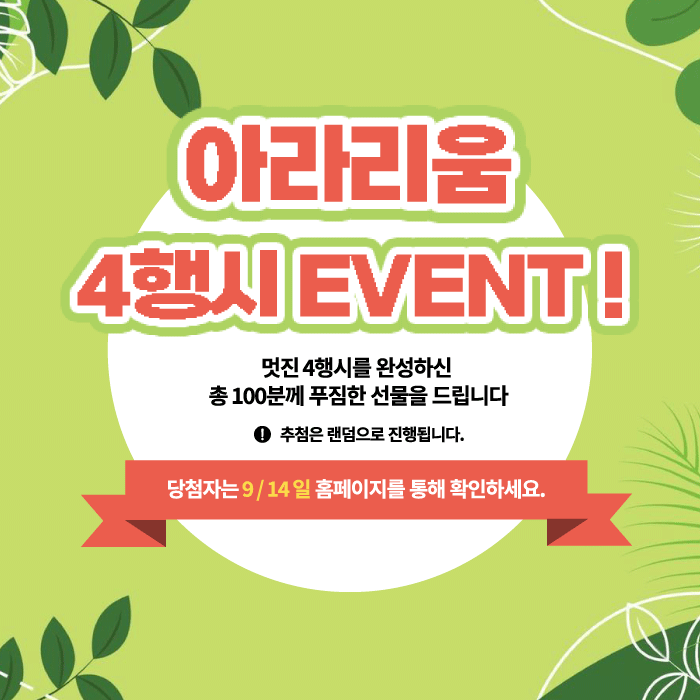 아라리움
4행시 EVENT!
멋진 4행시를 완성하신
총 100분께 푸짐한 선물을 드립니다
! 추첨은 랜덤으로 진행됩니다.
당첨자는 9 / 14 일 홈페이지를 통해 확인하세요.